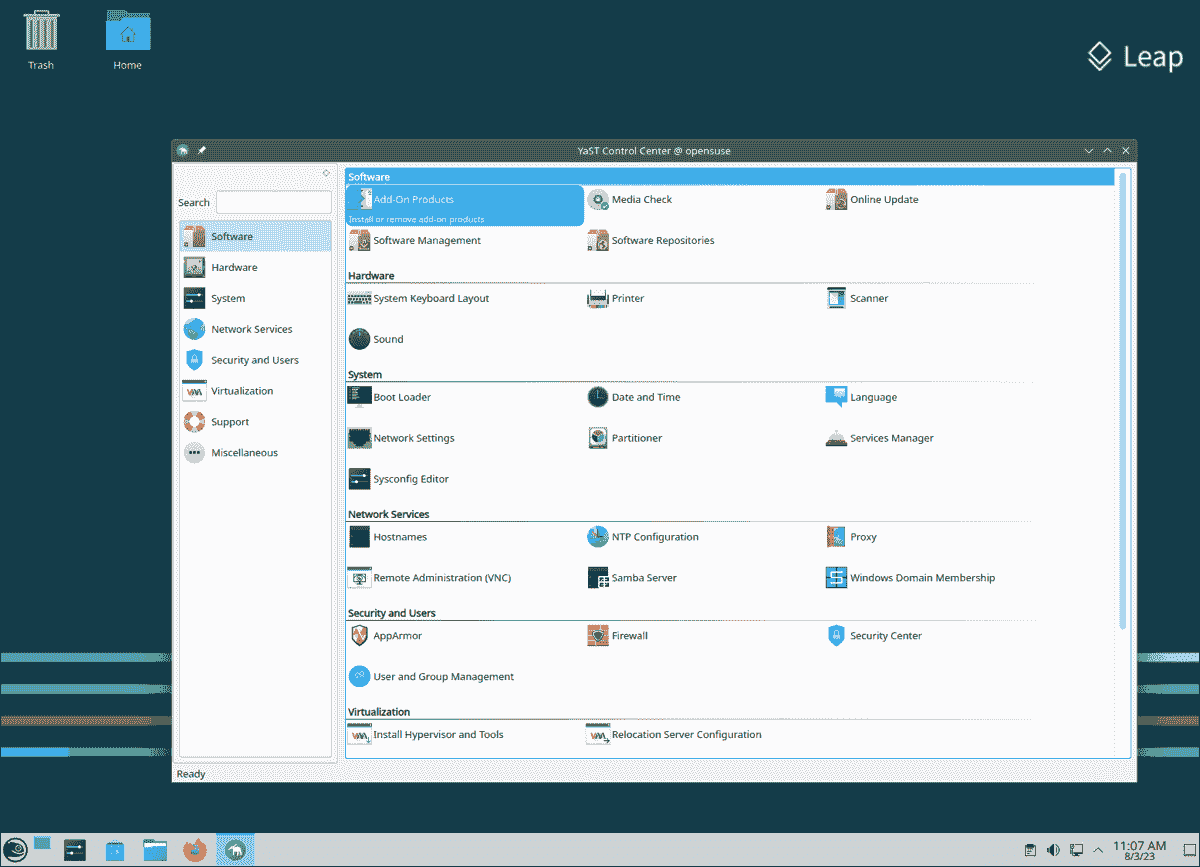 Trash
Home
Leap
YaST Control Center @ opensuse
Search
Software
Hardware
System
Network Services
Security and Users
Virtualization
Support
Miscellaneous
Software
Add-On Products
Install or remove add-on products
Media Check
Online Update
Software Management
Software Repositories
Hardware
System Keyboard Layout
Printer
Scanner
Sound
System
Boot Loader
Date and Time
Language
Network Settings
Partitioner
Services Manager
Sysconfig Editor
Network Services
Hostnames
NTP Configuration
Proxy
Remote Administration (VNC)
Samba Server
Windows Domain Membership
Security and Users
AppArmor
Firewall
Security Center
User and Group Management
Virtualization
Install Hypervisor and Tools
Relocation Server Configuration
Ready
11:07 AM
8/3/23